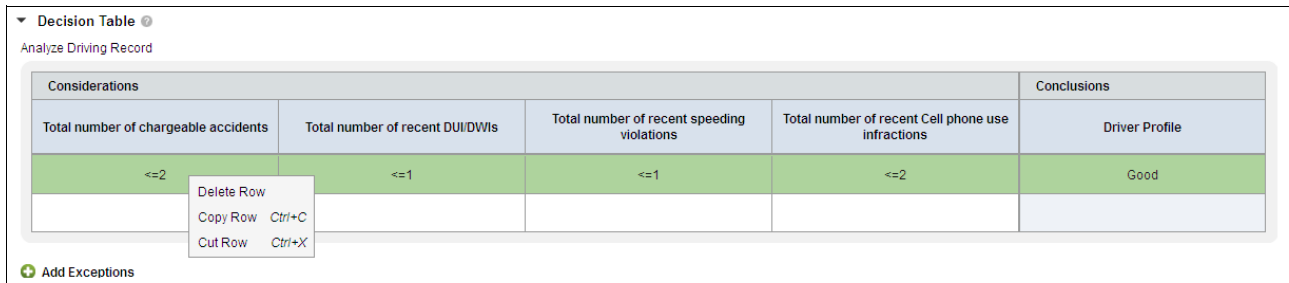 Decision Table
Analyze Driving Record
Considerations
Conclusions
Total number of chargeable accidents
Total number of recent DUI/DWIs
Total number of recent speeding
violations
Total number of recent Cell phone use
infractions
Driver Profile
<=2
<=1
<=1
<=2
Good
Delete Row
Copy Row Ctrl+C
Cut Row Ctrl+X
Add Exceptions